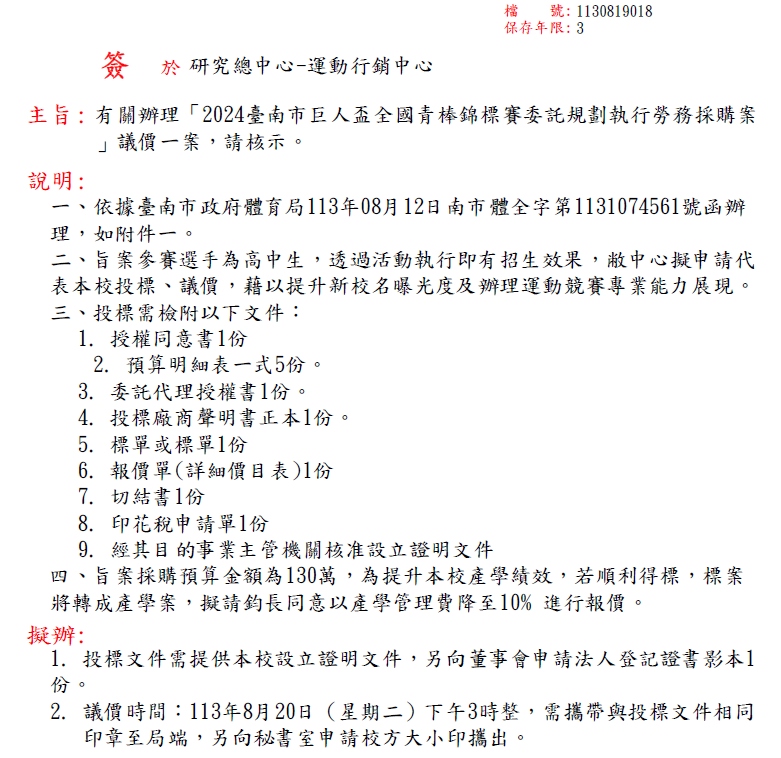 檔　　號: 1130819018
保存年限: 3
簽　於 研究總中心-運動行銷中心
主旨: 有關辦理「2024臺南市巨人盃全國青棒錦標賽委託規劃執行勞務採購案
」議價一案，請核示。
說明:
一、依據臺南市政府體育局113年08月12日南市體全字第1131074561號函辦
理，如附件一。
二、旨案參賽選手為高中生，透過活動執行即有招生效果，敝中心擬申請代
表本校投標、議價，藉以提升新校名曝光度及辦理運動競賽專業能力展現。
三、投標需檢附以下文件：
1. 授權同意書1份
2. 預算明細表一式5份。
3. 委託代理授權書1份。
4. 投標廠商聲明書正本1份。
5. 標單或標單1份
6. 報價單(詳細價目表)1份
7. 切結書1份
8. 印花稅申請單1份
9. 經其目的事業主管機關核准設立證明文件
四、旨案採購預算金額為130萬，為提升本校產學績效，若順利得標，標案
將轉成產學案，擬請鈞長同意以產學管理費降至10% 進行報價。
擬辦:
1. 投標文件需提供本校設立證明文件，另向董事會申請法人登記證書影本1
份。
2. 議價時間：113年8月20日（星期二）下午3時整，需攜帶與投標文件相同
印章至局端，另向秘書室申請校方大小印攜出。